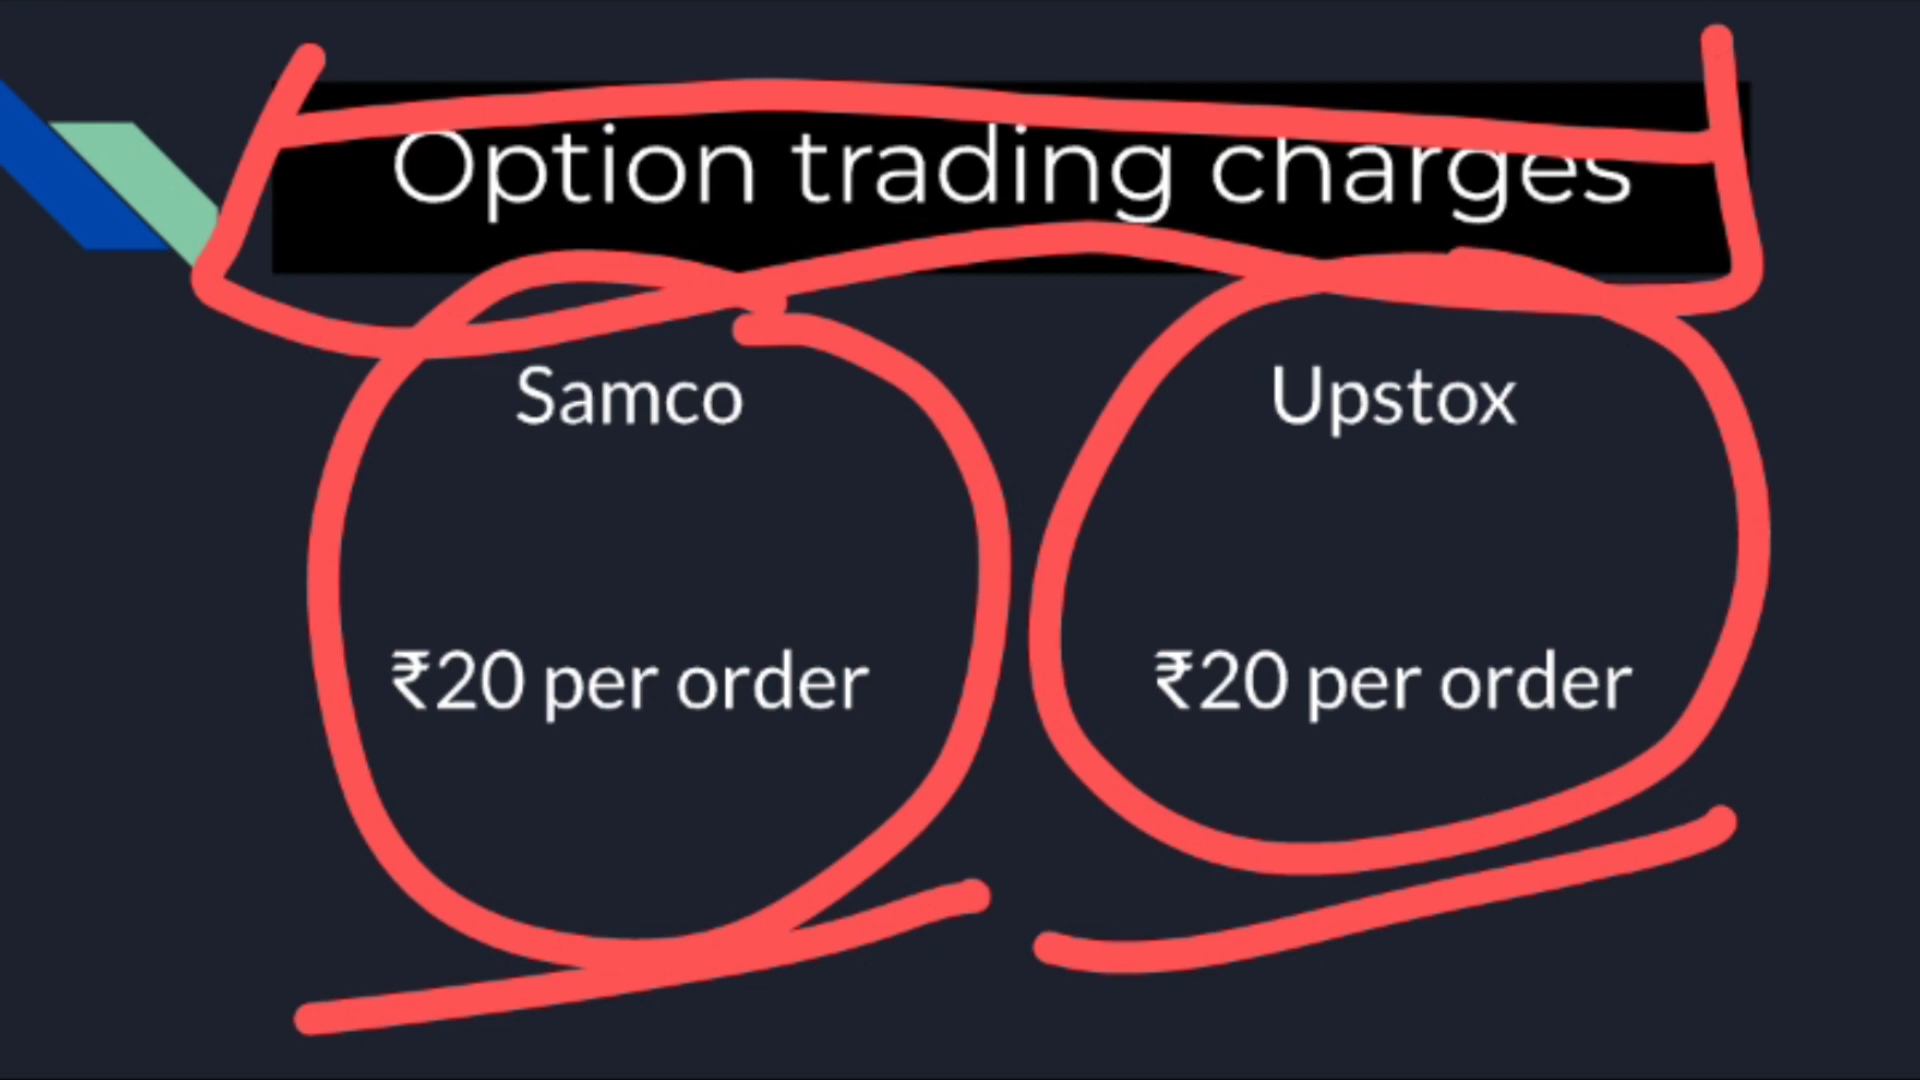 Option trading charges
Samco
Upstox
₹20 per order
₹20 per order